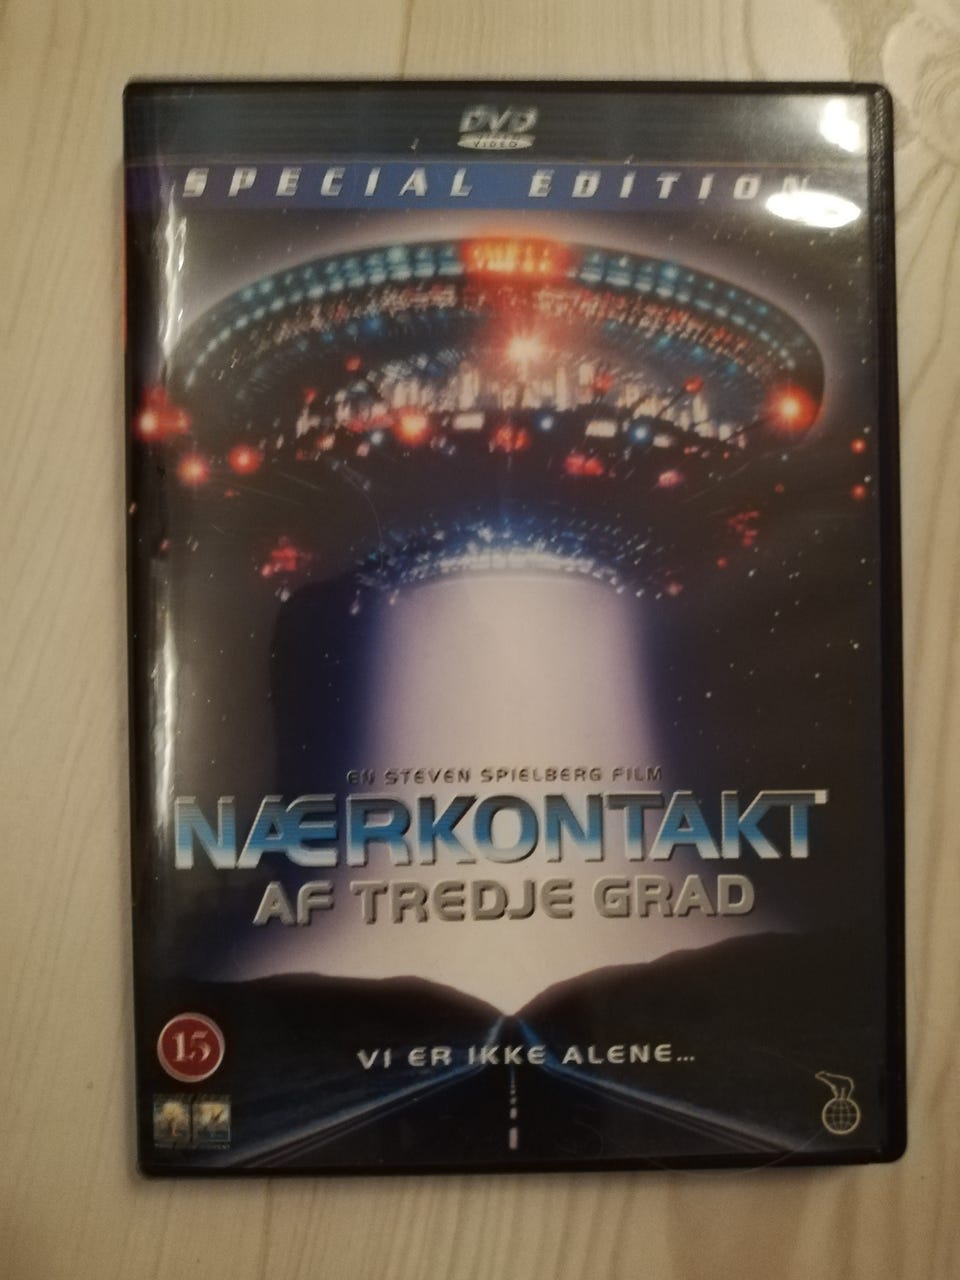 DVD
VIDEO
SPECIAL EDITION
EN STEVEN SPIELBERG FILM
NÆRKONTAKT
AF TREDJE GRAD
15
VI ER IKKE ALENE...